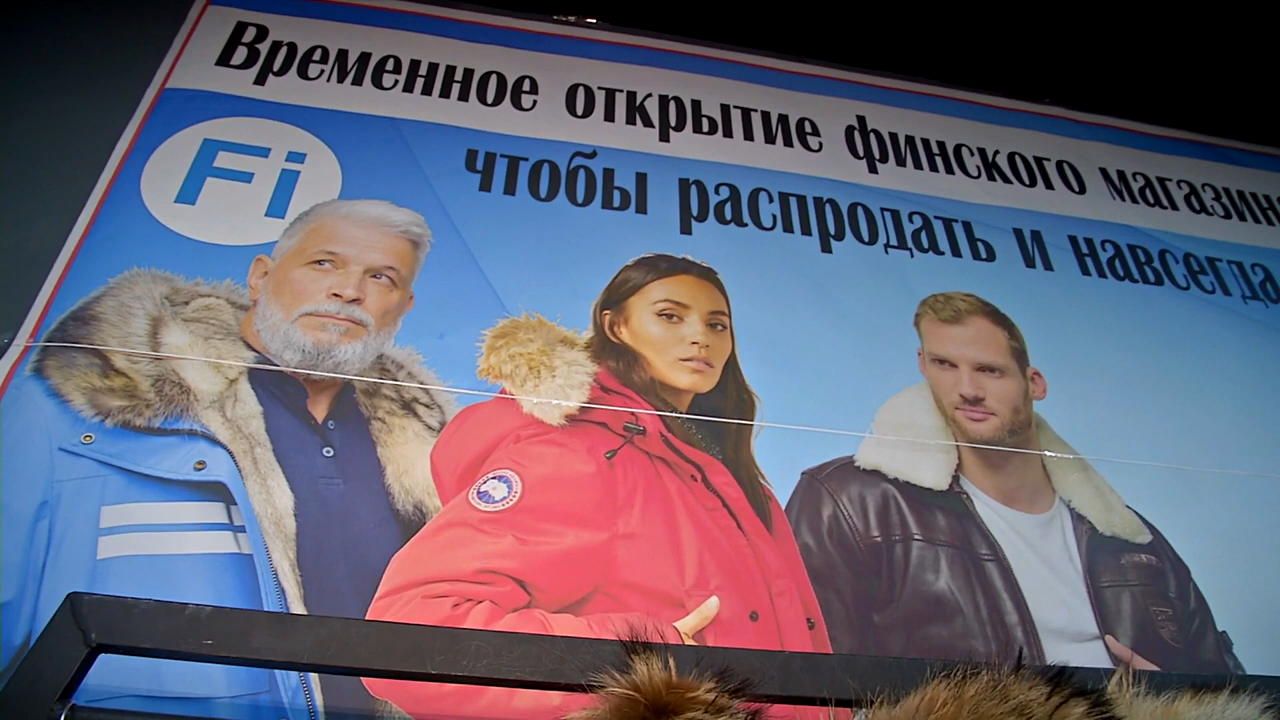 Временное открытие финского магазин
Fi
чтобы распродать и навсегда